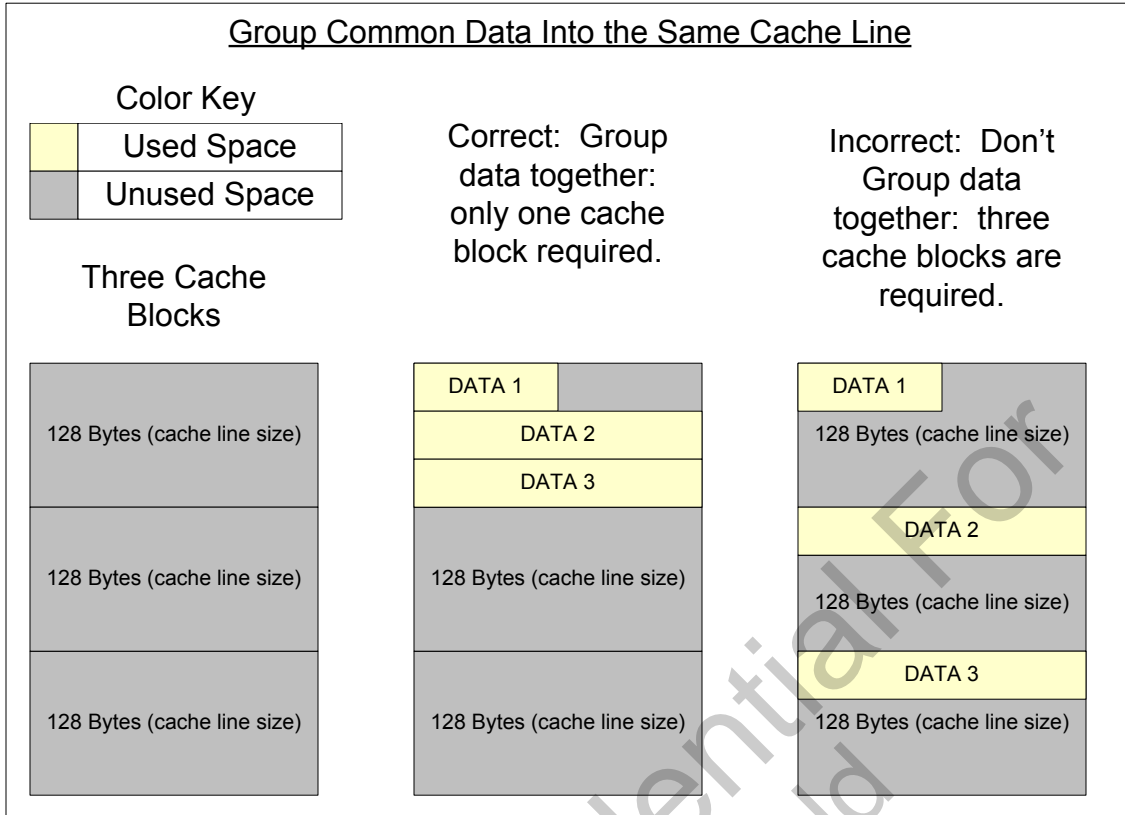 Group Common Data Into the Same Cache Line
Color Key
Used Space
Unused Space
Three Cache
Blocks
128 Bytes (cache line size)
128 Bytes (cache line size)
128 Bytes (cache line size)
Correct: Group
data together:
only one cache
block required.
DATA 1
DATA 2
DATA 3
128 Bytes (cache line size)
128 Bytes (cache line size)
Incorrect: Don't
Group data
together: three
cache blocks are
required.
DATA 1
128 Bytes (cache line size)
DATA 2
128 Bytes (cache line size)
DATA 3
128 Bytes (cache line size)
For